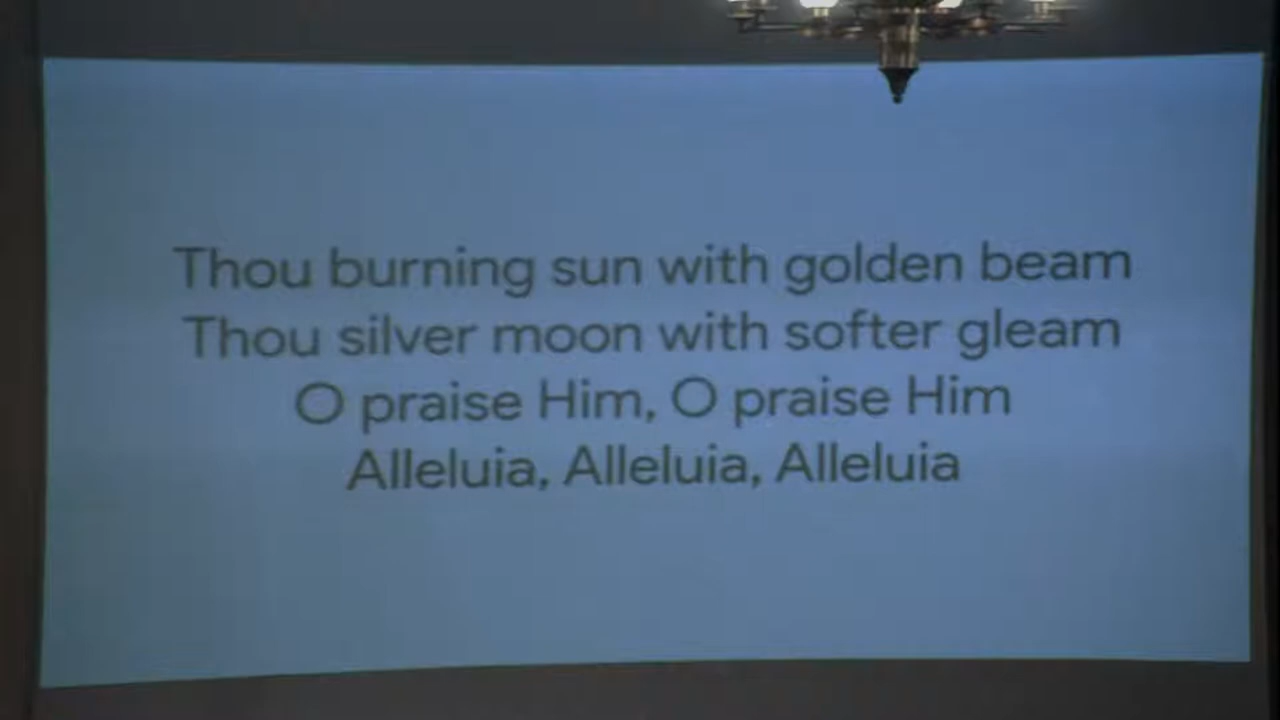 Thou burning sun with golden beam
Thou silver moon with softer gleam
O praise Him, O praise Him
Alleluia, Alleluia, Alleluia